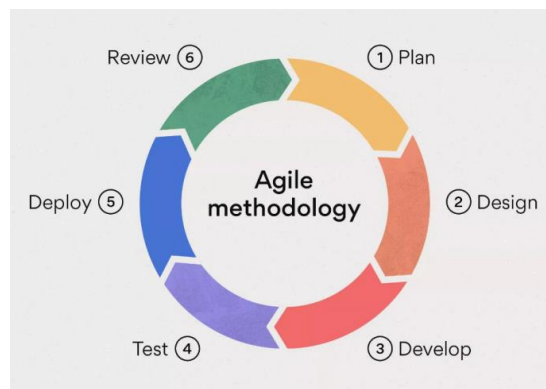 Agile
methodology
1 Plan
2 Design
3 Develop
Test 4
Deploy 5
Review 6